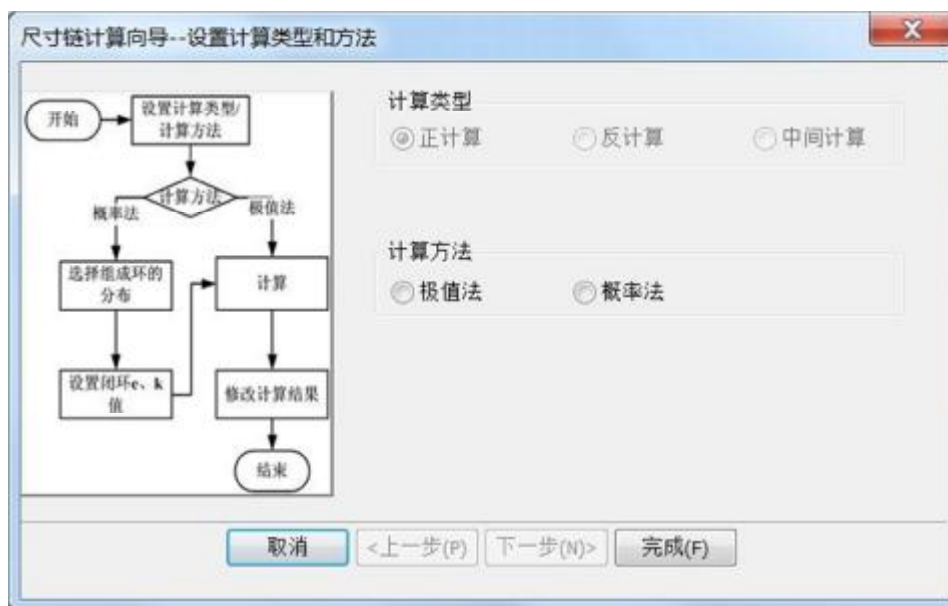 尺寸链计算向导--设置计算类型和方法
开始
设置计算类型/
计算方法
计算方法
概率法
极值法
选择组成环的
分布
计算
设置闭环e、k
值
修改计算结果
结束
计算类型
正计算
反计算
中间计算
计算方法
极值法
概率法
取消
<上一步(P)
下一步(N)>
完成(F)